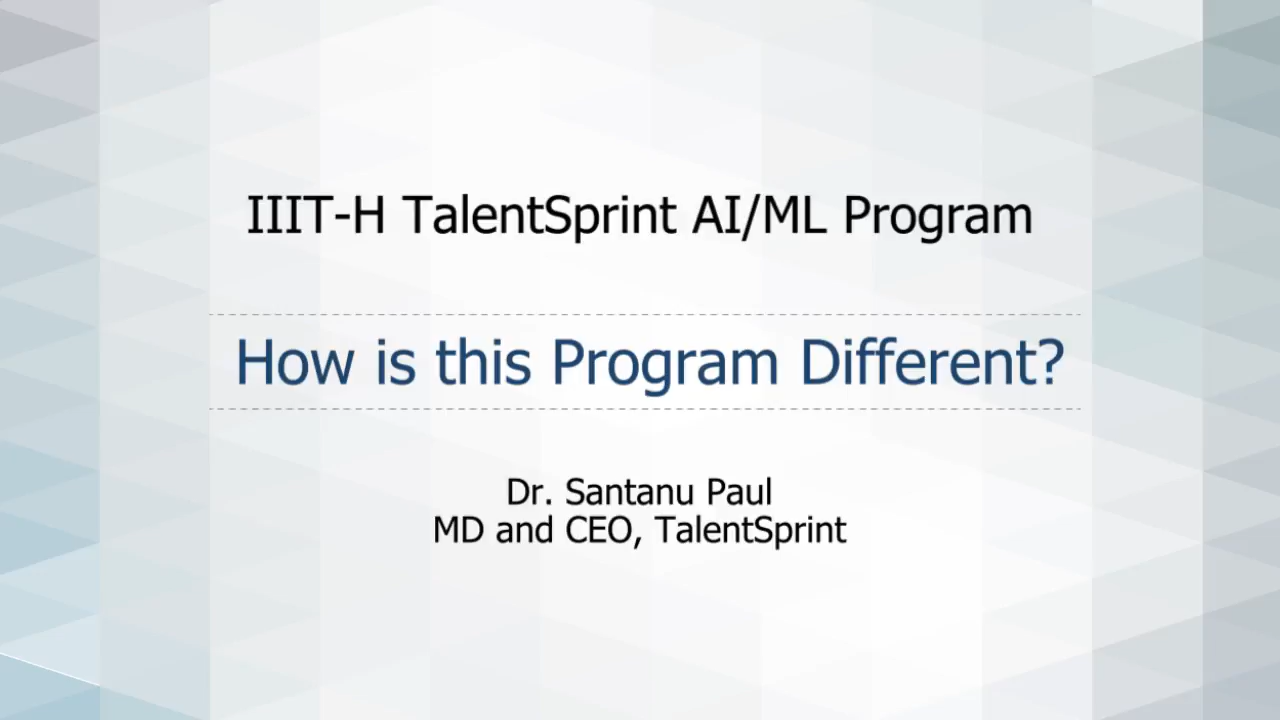 IIIT-H TalentSprint AI/ML Program
How is this Program Different?
Dr. Santanu Paul
MD and CEO, TalentSprint